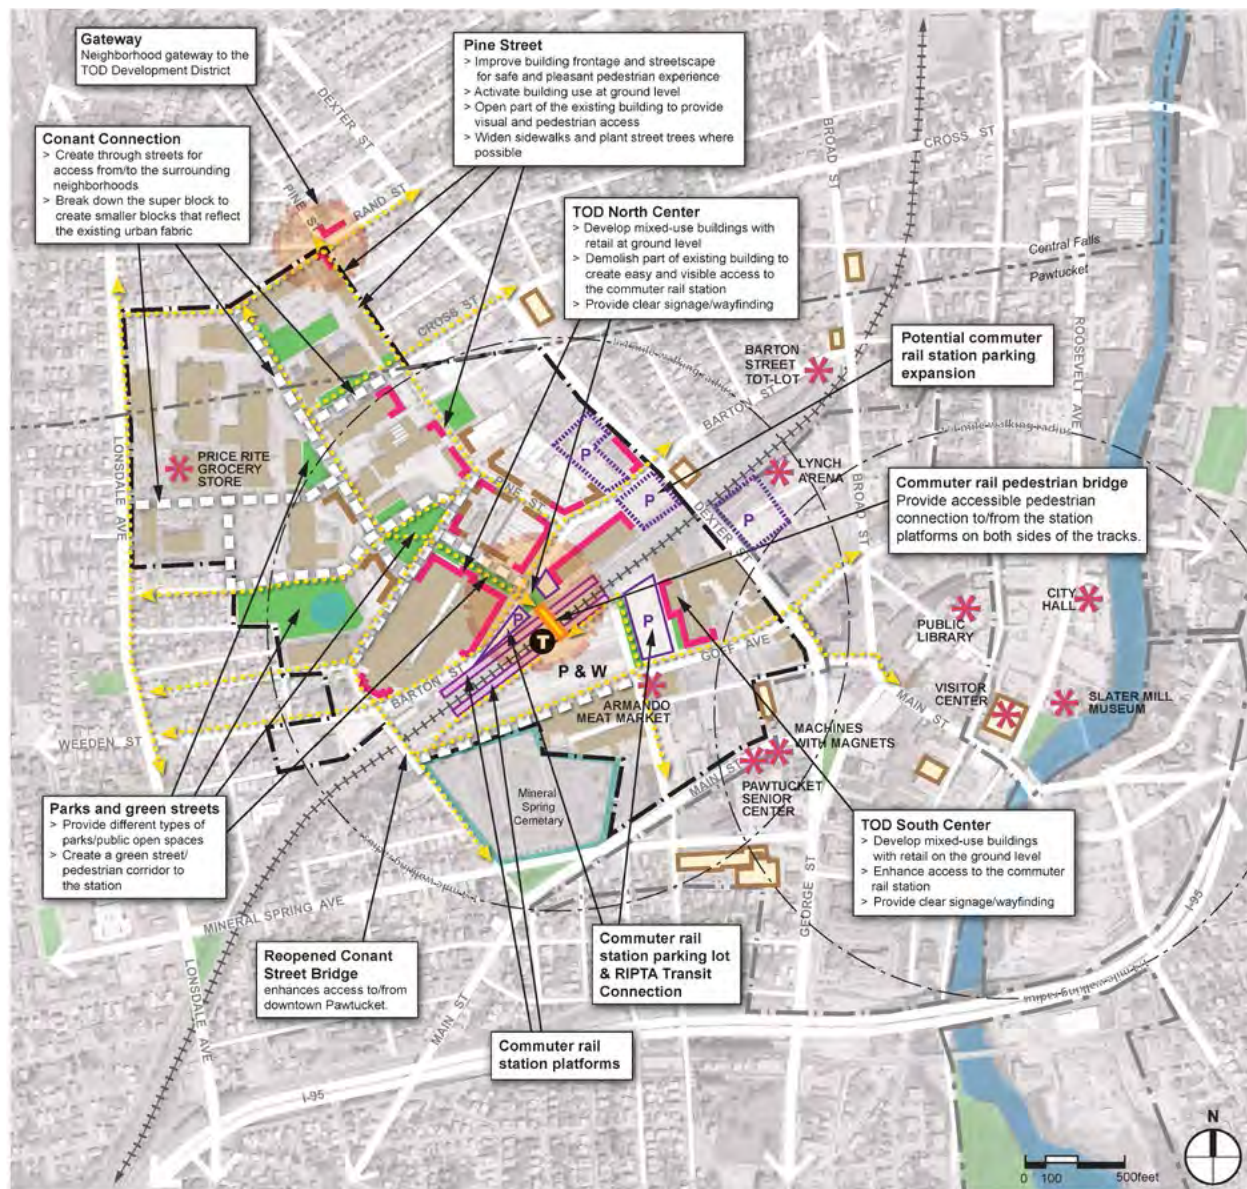 Gateway
Neighborhood gateway to the
TOD Development District
Pine Street
> Improve building frontage and streetscape
for safe and pleasant pedestrian experience
> Activate building use at ground level
> Open part of the existing building to provide
visual and pedestrian access
> Widen sidewalks and plant street trees where
possible
Conant Connection
> Create through streets for
access from/to the surrounding
neighborhoods
> Break down the super block to
create smaller blocks that reflect
the existing urban fabric
DEXTER ST
BROAD ST
CROSS ST
PINE ST
RAND ST
TOD North Center
> Develop mixed-use buildings with
retail at ground level
> Demolish part of existing building to
create easy and visible access to
the commuter rail station
> Provide clear signage/wayfinding
Central Falls
Pawtucket
CROSS ST
ROOSEVELT AVE
BARTON
STREET
TOT-LOT
Potential commuter
rail station parking
expansion
BARTON ST
LONSDALE AVE
PRICE RITE
GROCERY
STORE
P
LYNCH
ARENA
PINE ST
P
P
DEXTER ST
BROAD ST
Commuter rail pedestrian bridge
Provide accessible pedestrian
connection to/from the station
platforms on both sides of the tracks.
CITY
HALL
PUBLIC
LIBRARY
P
P
T
P & W
GOFF AVE
BARTON ST
ARMANDO
MEAT MARKET
MAIN ST
VISITOR
CENTER
SLATER MILL
MUSEUM
WEEDEN ST
MACHINES
WITH MAGNETS
MAIN ST
PAWTUCKET
SENIOR
CENTER
Mineral
Spring
Cemetary
Parks and green streets
> Provide different types of
parks/public open spaces
> Create a green street/
pedestrian corridor to
the station
TOD South Center
> Develop mixed-use buildings
with retail on the ground level
> Enhance access to the commuter
rail station
> Provide clear signage/wayfinding
MINERAL SPRING AVE
GEORGE ST
I-95
LONSDALE AVE
Reopened Conant
Street Bridge
enhances access to/from
downtown Pawtucket.
Commuter rail
station parking lot
& RIPTA Transit
Connection
MAIN ST
Commuter rail
station platforms
I-95
N
0 100 500feet